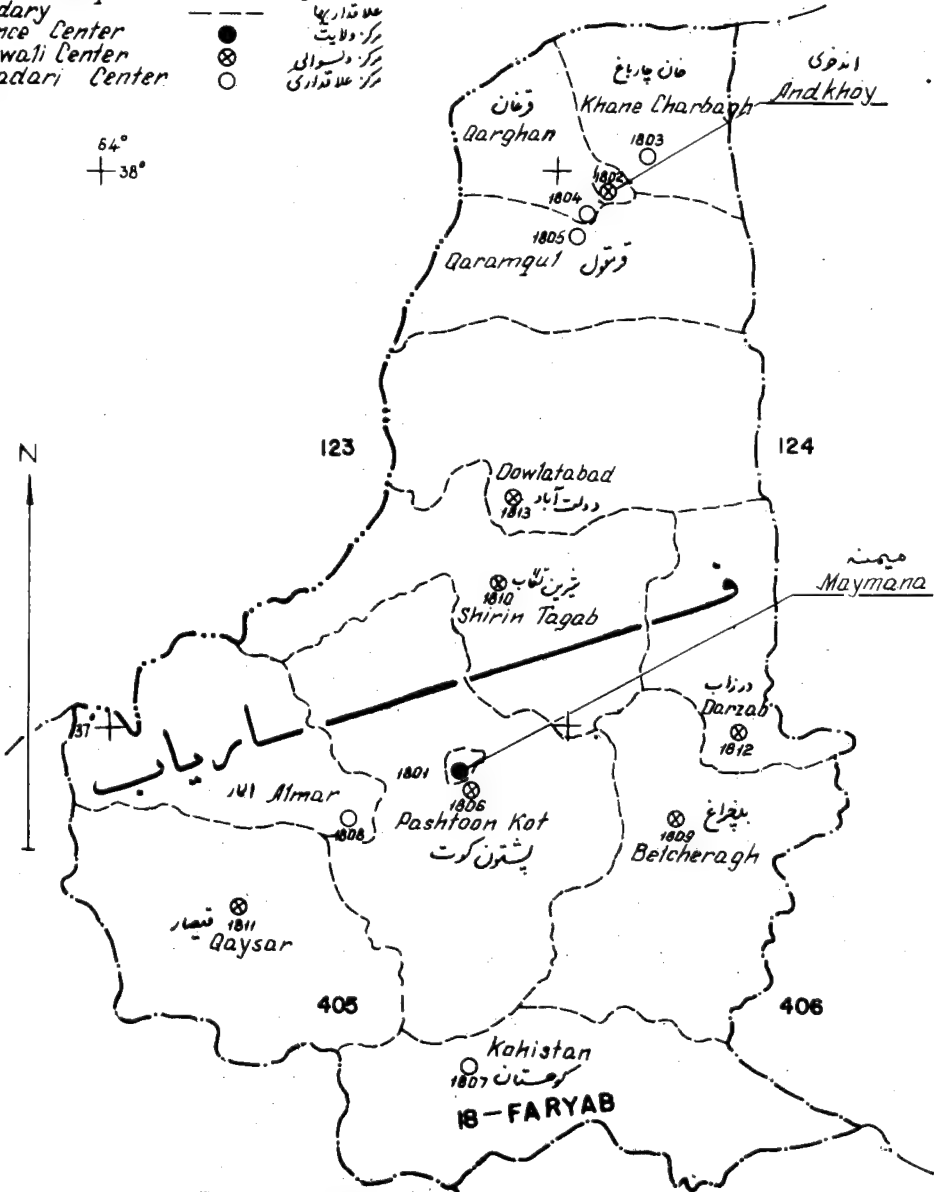 dary علاقداریها
nce Center مرکز ولایت
wali Center مرکز ولسوالی
adari Center مرکز علاقداری
64°
38°
اندخوی
Andkhoy
خان چارباغ
Khane Charbagh
قرغان
Qarghan
1803
1802
1804
1805
Qaramqul قرمقول
123
124
N
Dowlatabad
دولت آباد
1813
شیرین تگاب
1810
Shirin Tagab
میمنه
Maymana
فاریاب
درزاب
Darzab
1812
37°
1801
المار Almar
1806
1808
Pashtoon Kot
پشتون کوت
بلچراغ
1809
Belcheragh
قیصار
1811
Qaysar
405
406
Kohistan
1807 کوهستان
18-FARYAB